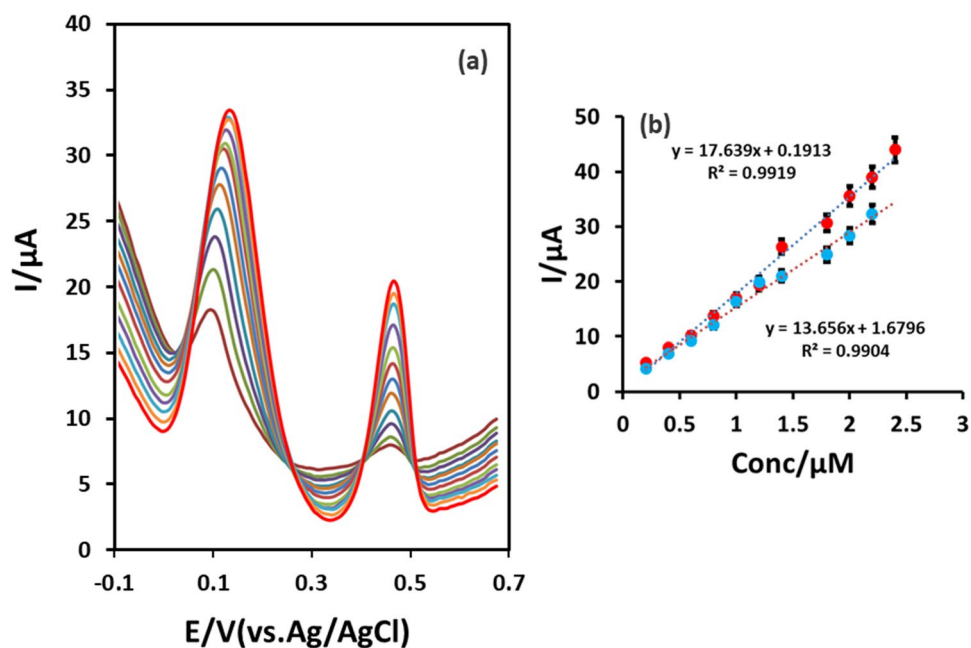 (a)
I/µA
40
35
30
25
20
15
10
5
0
-0.1
0.1
0.3
0.5
0.7
E/V(vs.Ag/AgCl)
(b)
I/µA
50
40
30
20
10
0
y = 17.639x + 0.1913
R² = 0.9919
y = 13.656x + 1.6796
R² = 0.9904
0
0.5
1
1.5
2
2.5
3
Conc/µM